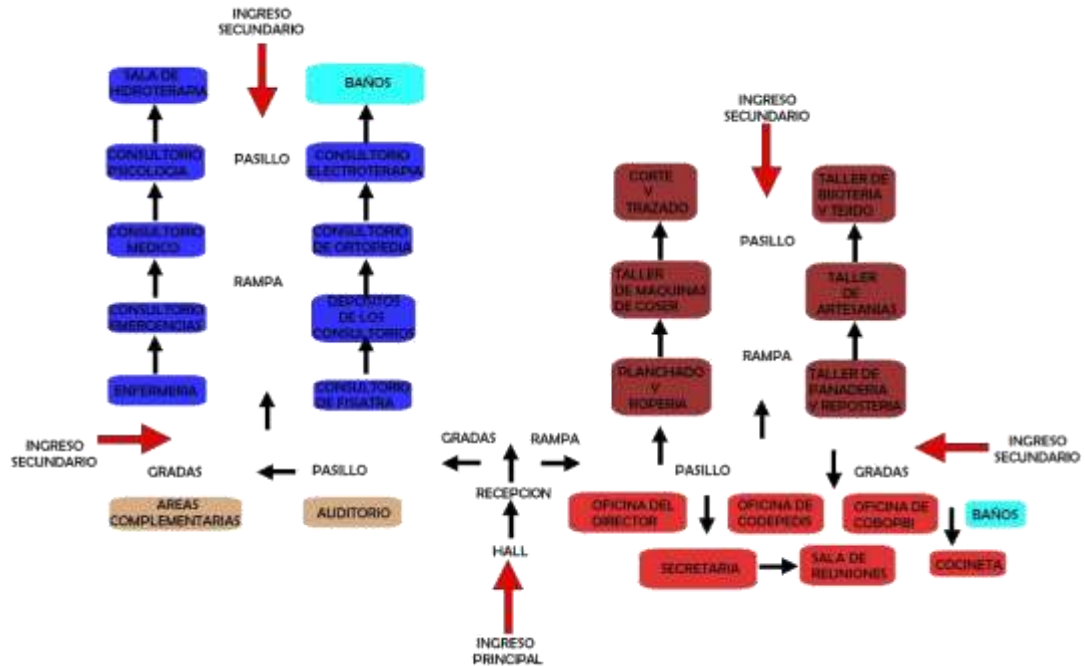 INGRESO
SECUNDARIO
SALA DE
HIDROTERAPIA
BAÑOS
CONSULTORIO
PSICOLOGIA
PASILLO
CONSULTORIO
ELECTROTERAPIA
CONSULTORIO
MEDICO
CONSULTORIO
DE ORTOPEDIA
RAMPA
CONSULTORIO
EMERGENCIAS
DEPOSITOS
DE LOS
CONSULTORIOS
ENFERMERIA
CONSULTORIO
DE FISIATRA
INGRESO
SECUNDARIO
GRADAS
PASILLO
AREAS
COMPLEMENTARIAS
AUDITORIO
GRADAS
RAMPA
RECEPCION
HALL
INGRESO
PRINCIPAL
INGRESO
SECUNDARIO
CORTE
Y
TRAZADO
TALLER DE
BIJOTERIA
Y TEJIDO
PASILLO
TALLER
DE MAQUINAS
DE COSER
TALLER
DE
ARTESANIAS
RAMPA
PLANCHADO
Y
ROPERIA
TALLER DE
PANADERIA
Y REPOSTERIA
INGRESO
SECUNDARIO
PASILLO
GRADAS
OFICINA DEL
DIRECTOR
OFICINA DE
CODEPEDIS
OFICINA DE
COBOPBI
BAÑOS
SECRETARIA
SALA DE
REUNIONES
COCINETA